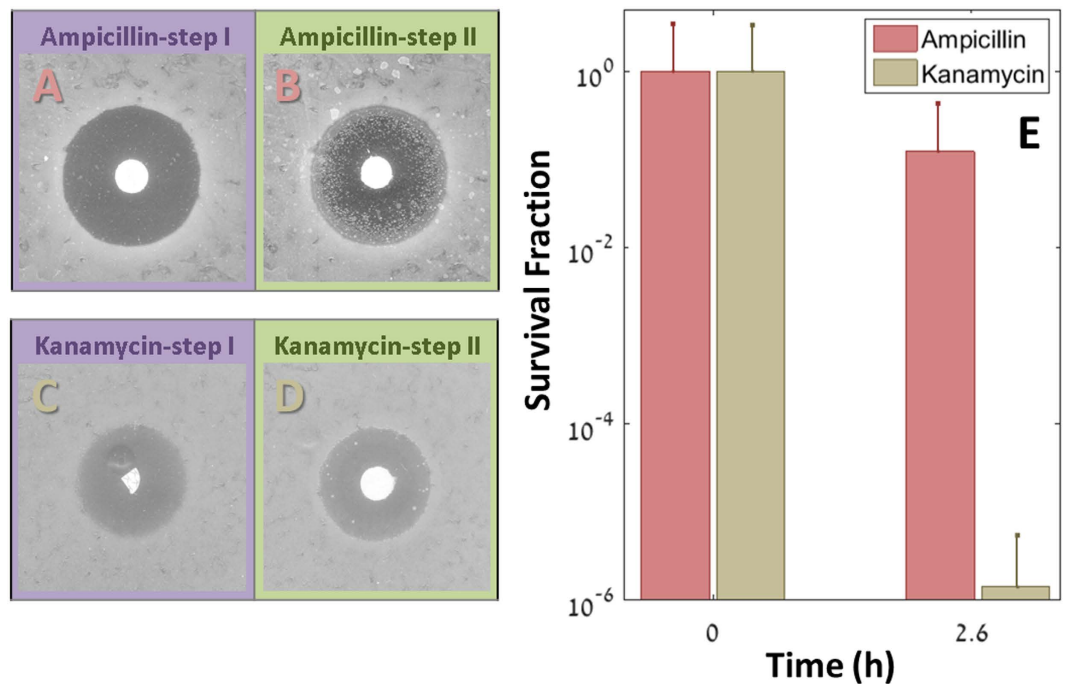 Ampicillin-step I
Ampicillin-step II
A
B
Kanamycin-step I
Kanamycin-step II
C
D
Survival Fraction
10^0
10^-2
10^-4
10^-6
Ampicillin
Kanamycin
E
0
2.6
Time (h)